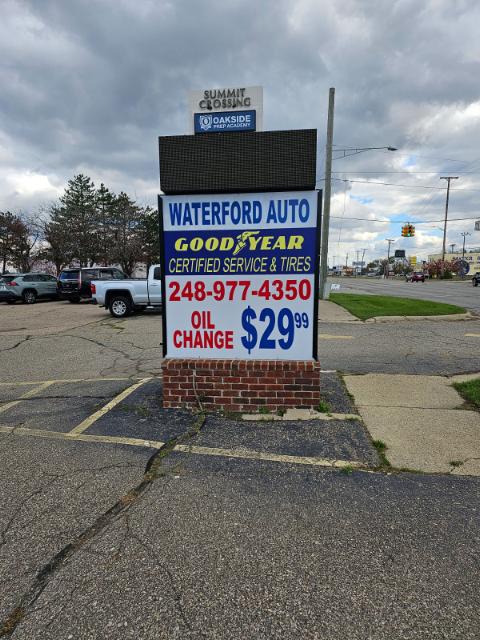 SUMMIT
CROSSING
OAKSIDE
PREP ACADEMY
WATERFORD AUTO
GOODYEAR
CERTIFIED SERVICE & TIRES
248-977-4350
OIL
CHANGE
$29 99